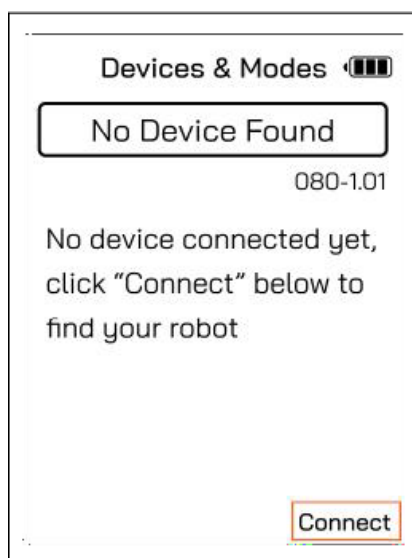 Devices & Modes
No Device Found
080-1.01
No device connected yet,
click “Connect” below to
find your robot
Connect